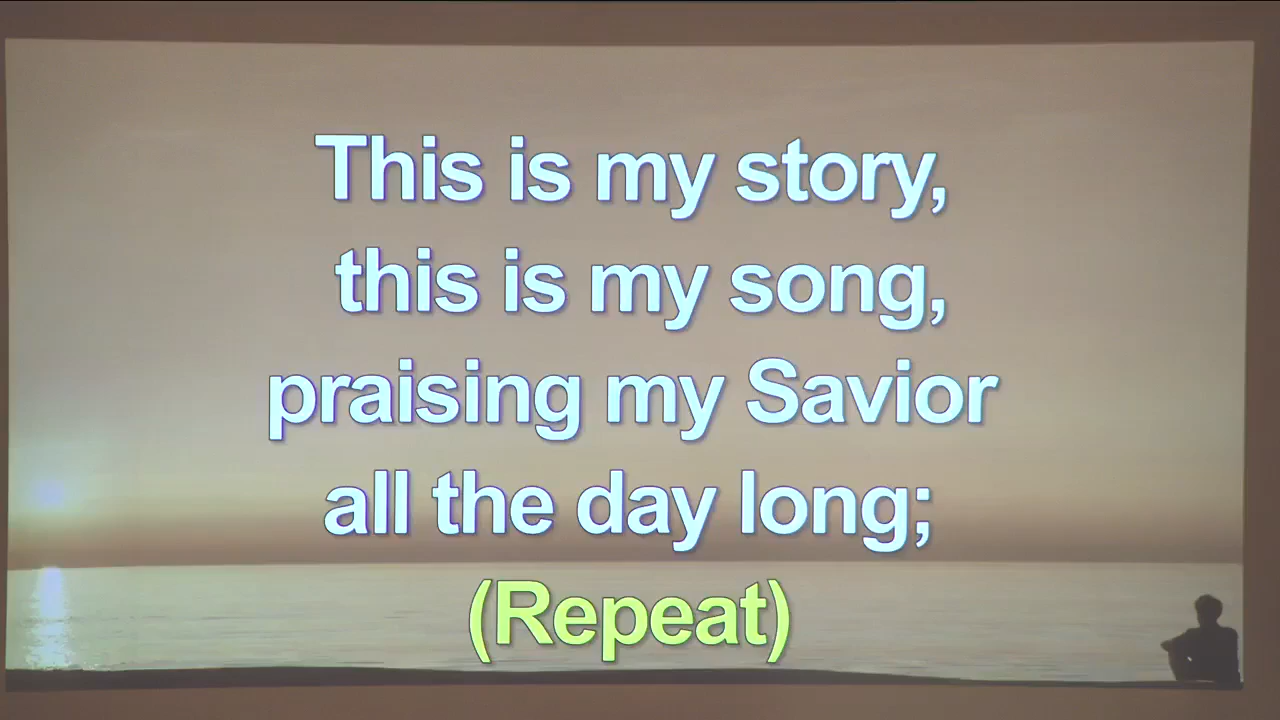 This is my story,
this is my song,
praising my Savior
all the day long;
(Repeat)